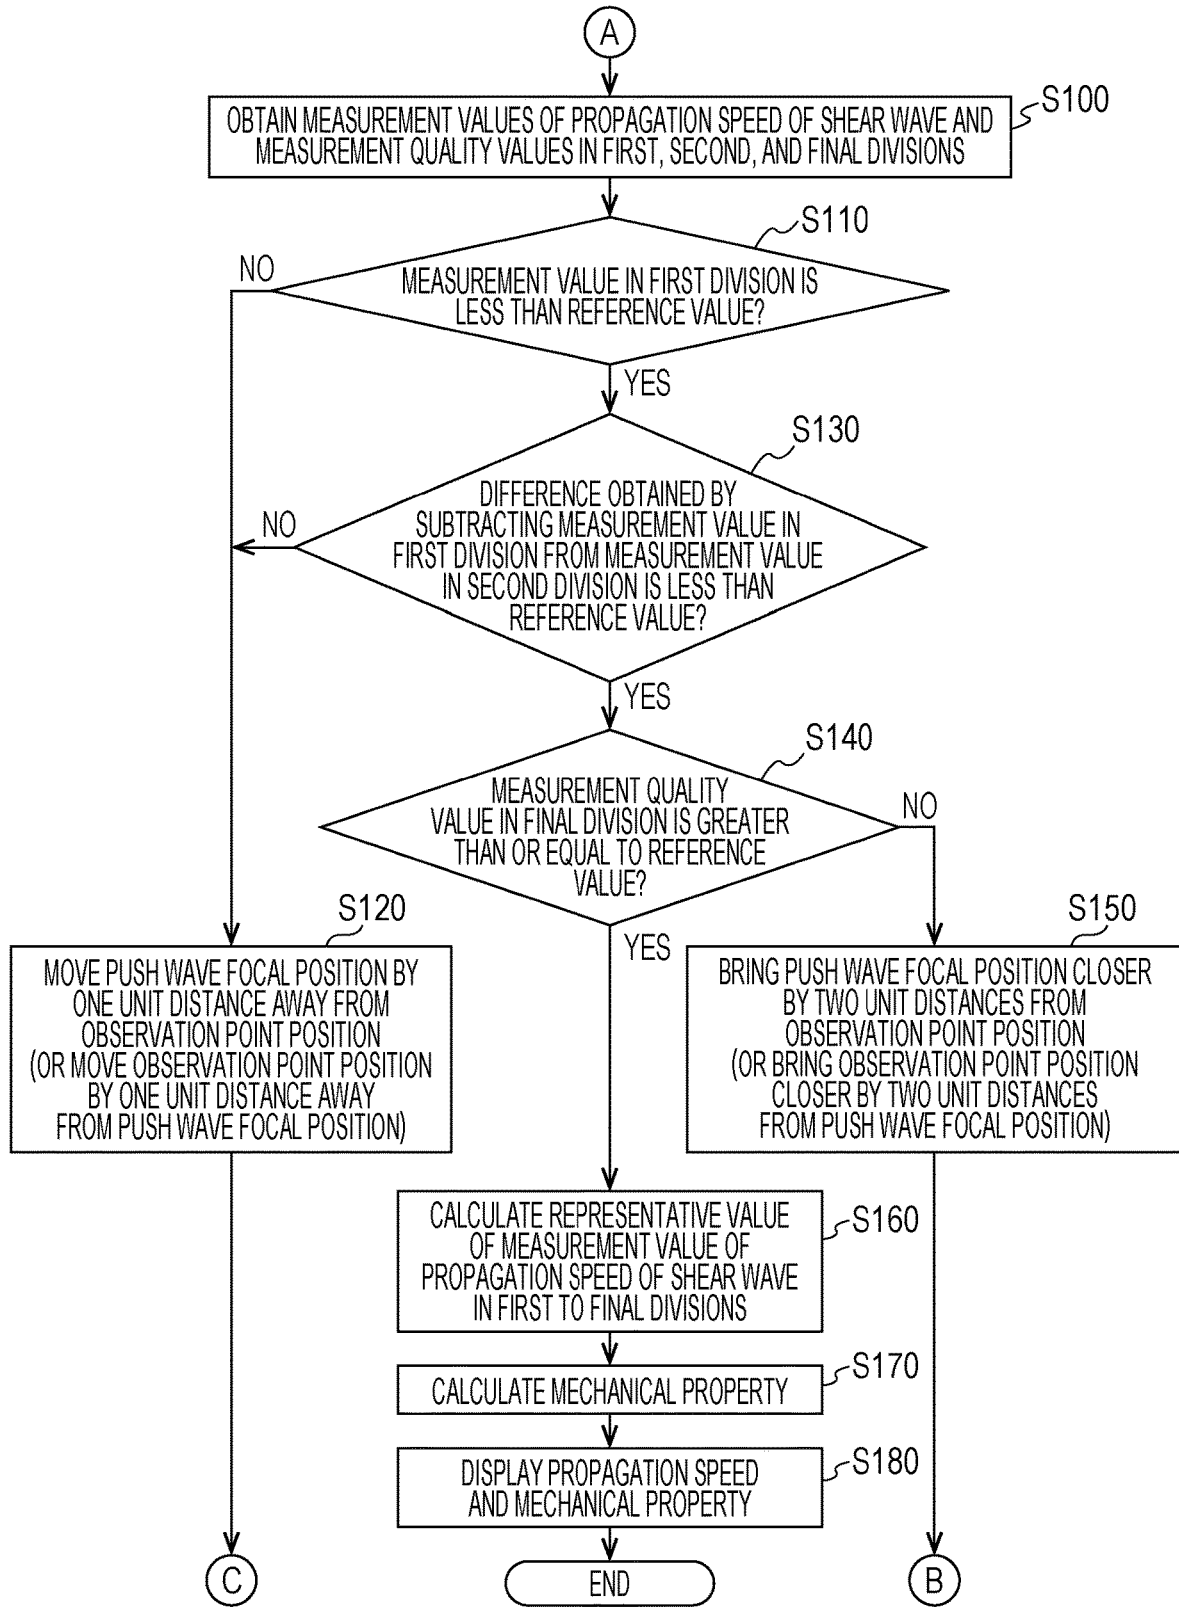 A
S100
OBTAIN MEASUREMENT VALUES OF PROPAGATION SPEED OF SHEAR WAVE AND
MEASUREMENT QUALITY VALUES IN FIRST, SECOND, AND FINAL DIVISIONS
S110
NO
MEASUREMENT VALUE IN FIRST DIVISION IS
LESS THAN REFERENCE VALUE?
YES
S130
NO
DIFFERENCE OBTAINED BY
SUBTRACTING MEASUREMENT VALUE IN
FIRST DIVISION FROM MEASUREMENT VALUE
IN SECOND DIVISION IS LESS THAN
REFERENCE VALUE?
YES
S140
MEASUREMENT QUALITY
VALUE IN FINAL DIVISION IS GREATER
THAN OR EQUAL TO REFERENCE
VALUE?
NO
YES
S120
MOVE PUSH WAVE FOCAL POSITION BY
ONE UNIT DISTANCE AWAY FROM
OBSERVATION POINT POSITION
(OR MOVE OBSERVATION POINT POSITION
BY ONE UNIT DISTANCE AWAY
FROM PUSH WAVE FOCAL POSITION)
S150
BRING PUSH WAVE FOCAL POSITION CLOSER
BY TWO UNIT DISTANCES FROM
OBSERVATION POINT POSITION
(OR BRING OBSERVATION POINT POSITION
CLOSER BY TWO UNIT DISTANCES
FROM PUSH WAVE FOCAL POSITION)
S160
CALCULATE REPRESENTATIVE VALUE
OF MEASUREMENT VALUE OF
PROPAGATION SPEED OF SHEAR WAVE
IN FIRST TO FINAL DIVISIONS
S170
CALCULATE MECHANICAL PROPERTY
S180
DISPLAY PROPAGATION SPEED
AND MECHANICAL PROPERTY
C
END
B